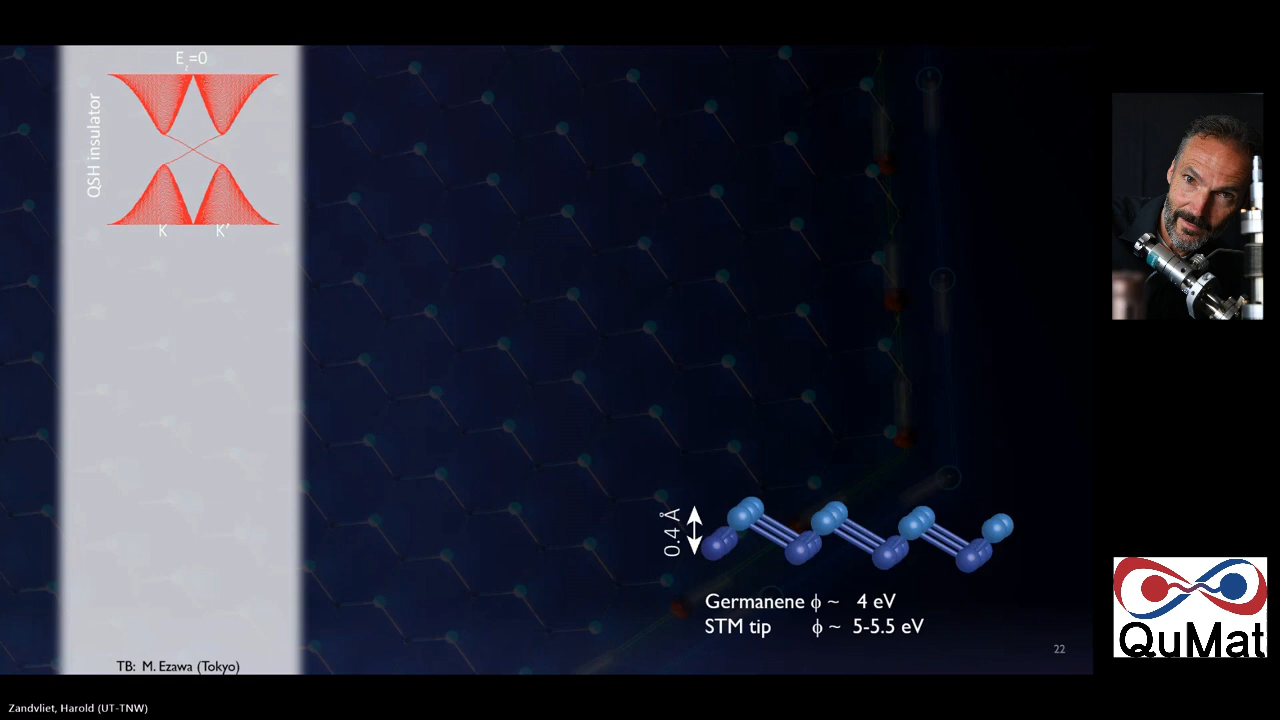 E_z=0
QSH insulator
K K′
0.4 Å
Germanene ϕ ~ 4 eV
STM tip ϕ ~ 5-5.5 eV
22
TB: M. Ezawa (Tokyo)
QuMat
Zandvliet, Harold (UT-TNW)